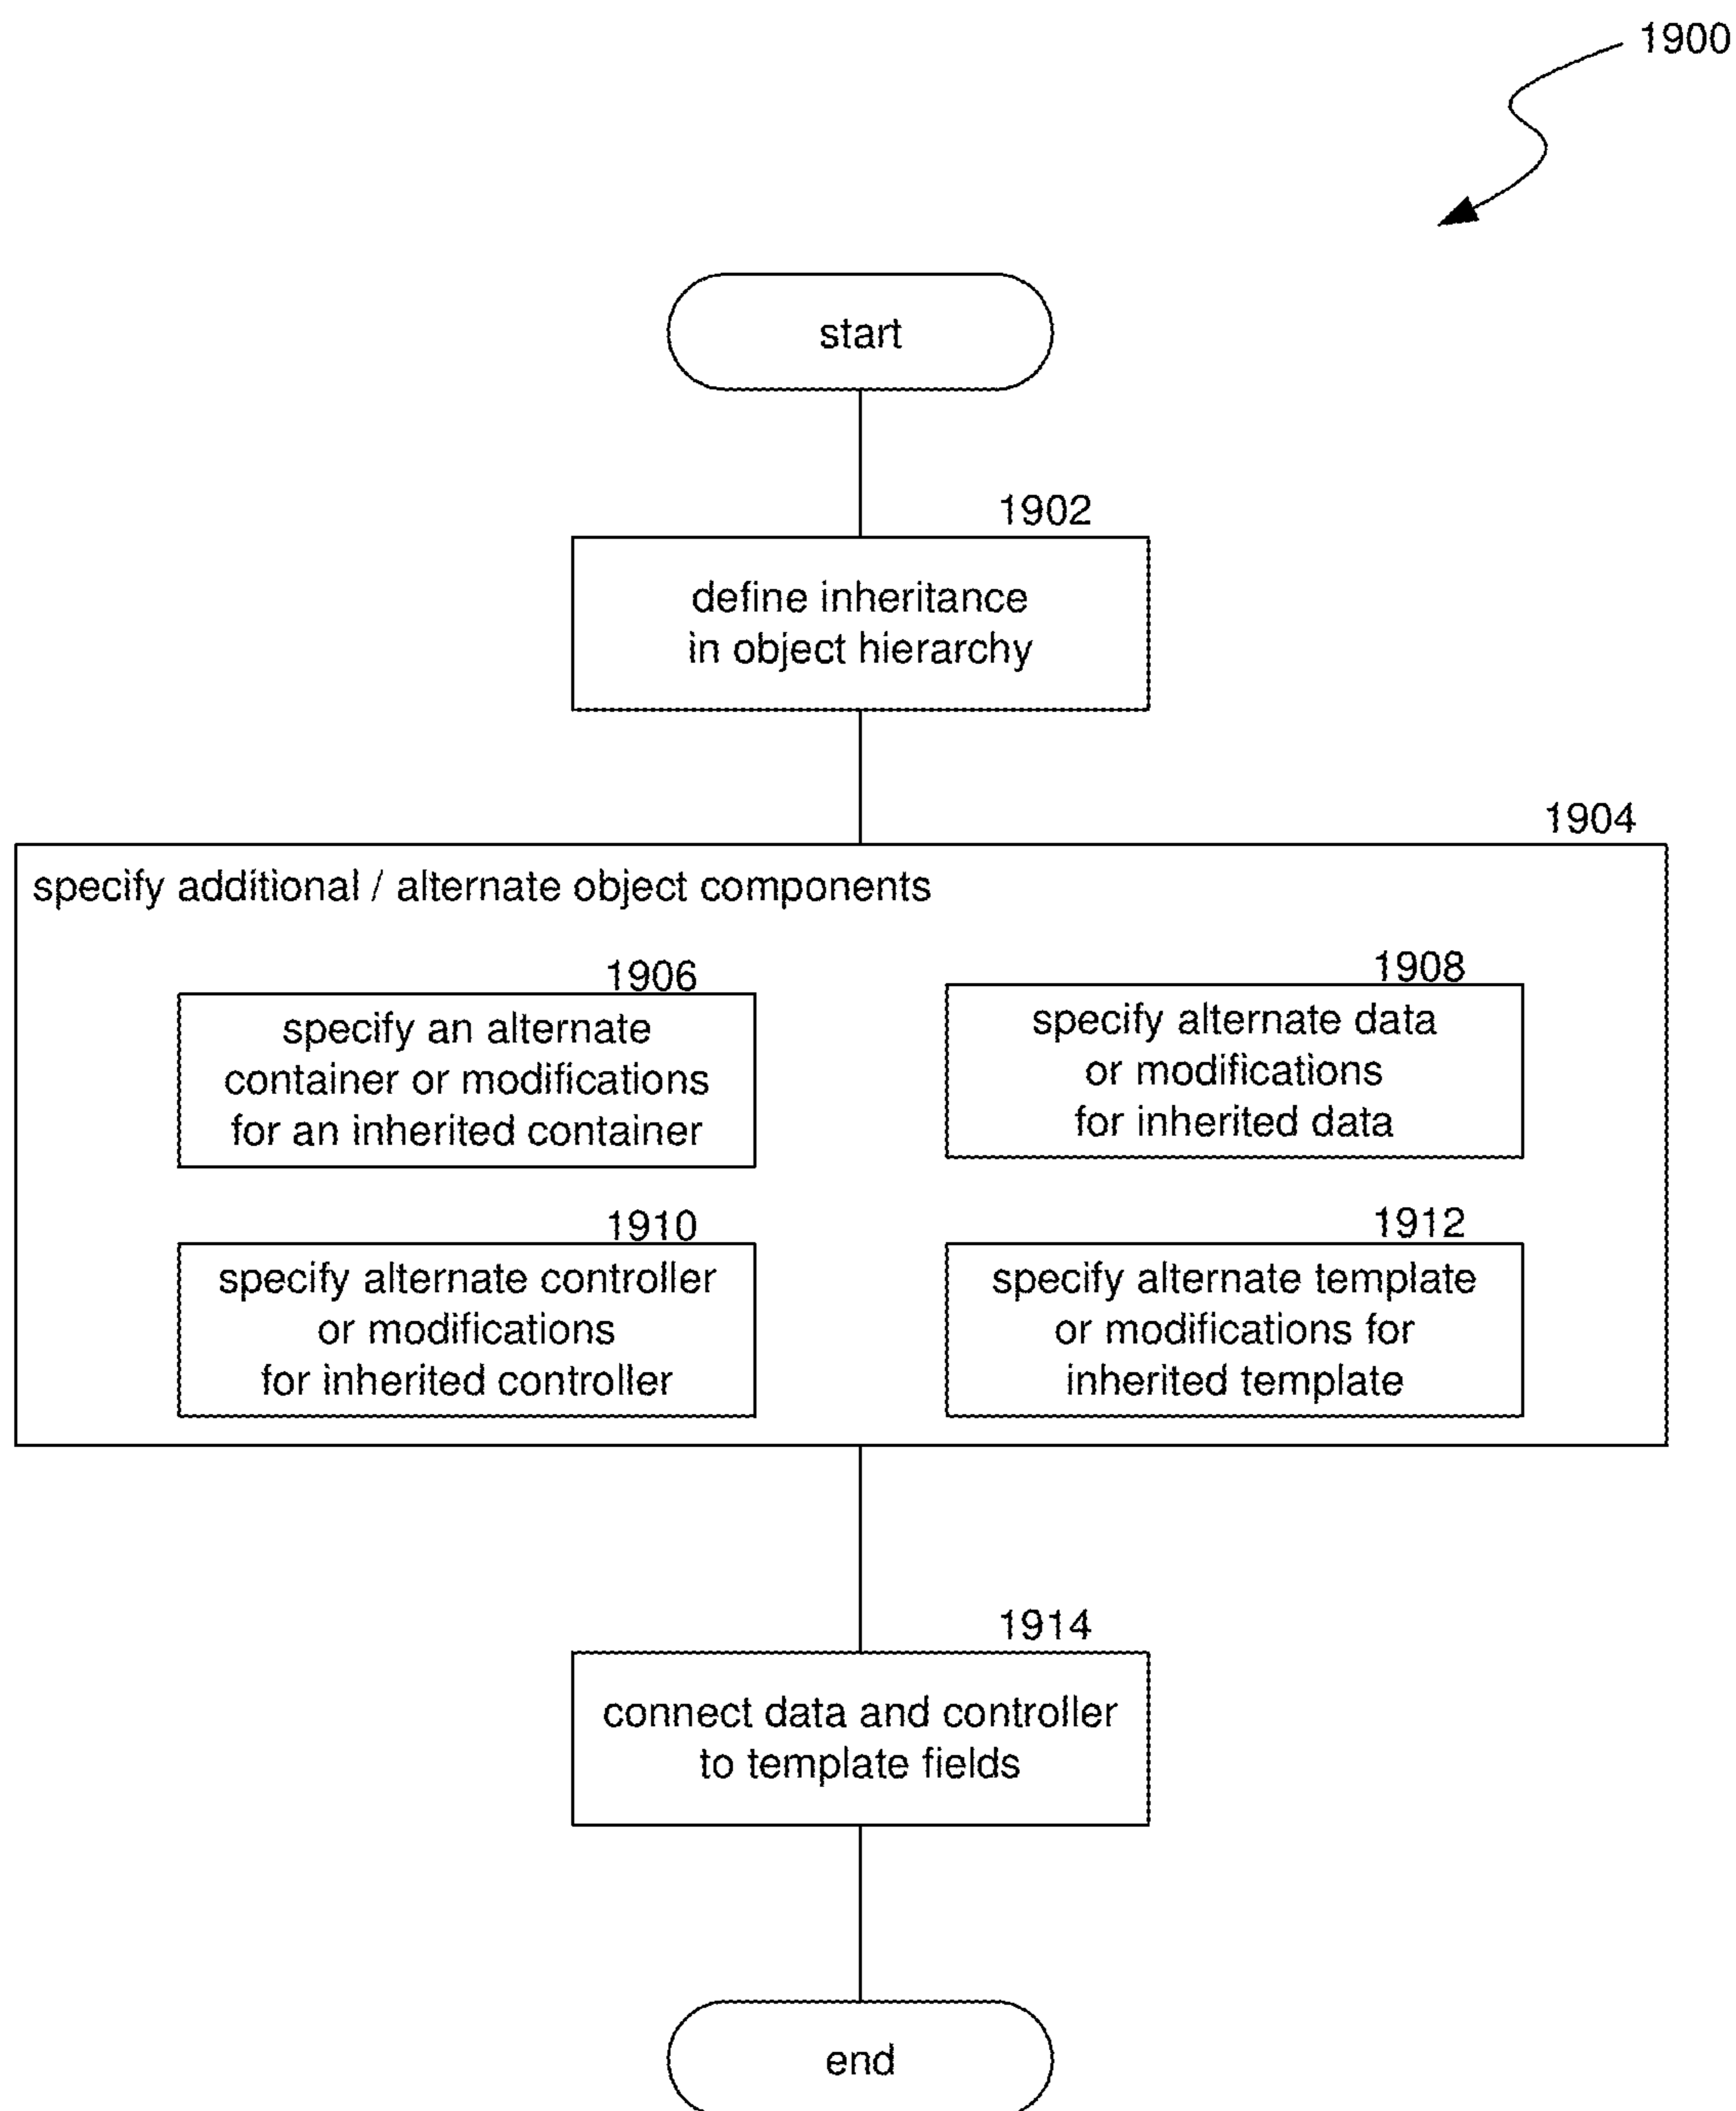 1900
start
1902
define inheritance
in object hierarchy
1904
specify additional / alternate object components
1906
specify an alternate
container or modifications
for an inherited container
1908
specify alternate data
or modifications
for inherited data
1910
specify alternate controller
or modifications
for inherited controller
1912
specify alternate template
or modifications for
inherited template
1914
connect data and controller
to template fields
end